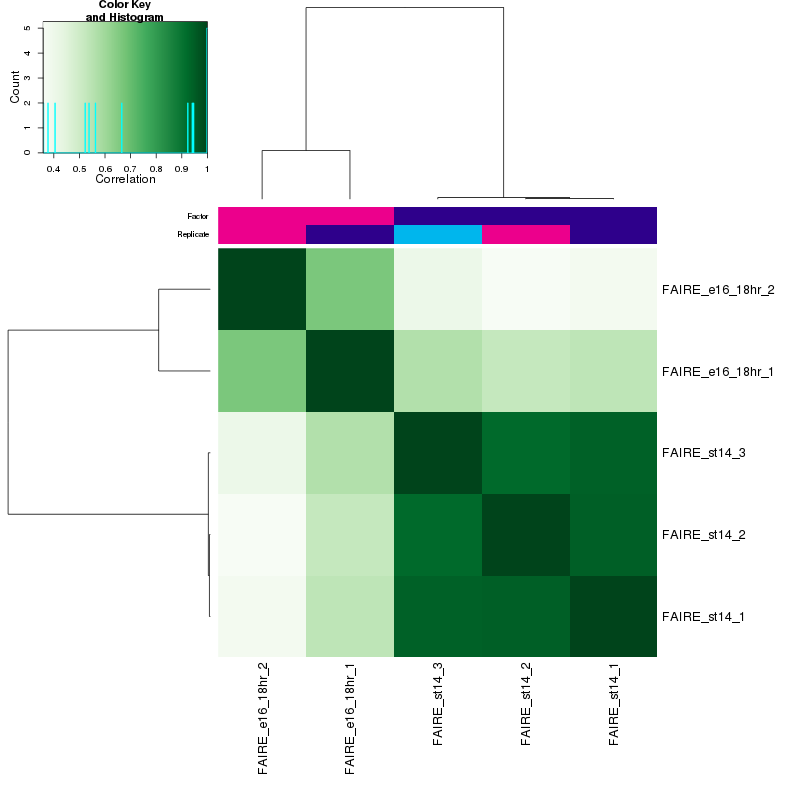 Color Key
and Histogram
Count
0 1 2 3 4 5
0.4 0.5 0.6 0.7 0.8 0.9 1
Correlation
Factor
Replicate
FAIRE_e16_18hr_2
FAIRE_e16_18hr_1
FAIRE_st14_3
FAIRE_st14_2
FAIRE_st14_1
FAIRE_e16_18hr_2
FAIRE_e16_18hr_1
FAIRE_st14_3
FAIRE_st14_2
FAIRE_st14_1